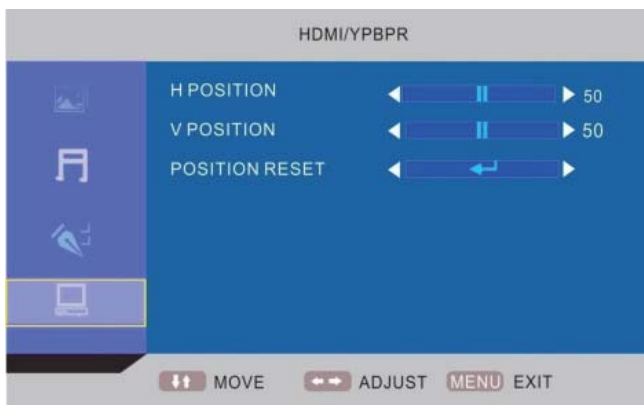 HDMI/YPBPR
H POSITION 50
V POSITION 50
POSITION RESET
MOVE ADJUST MENU EXIT